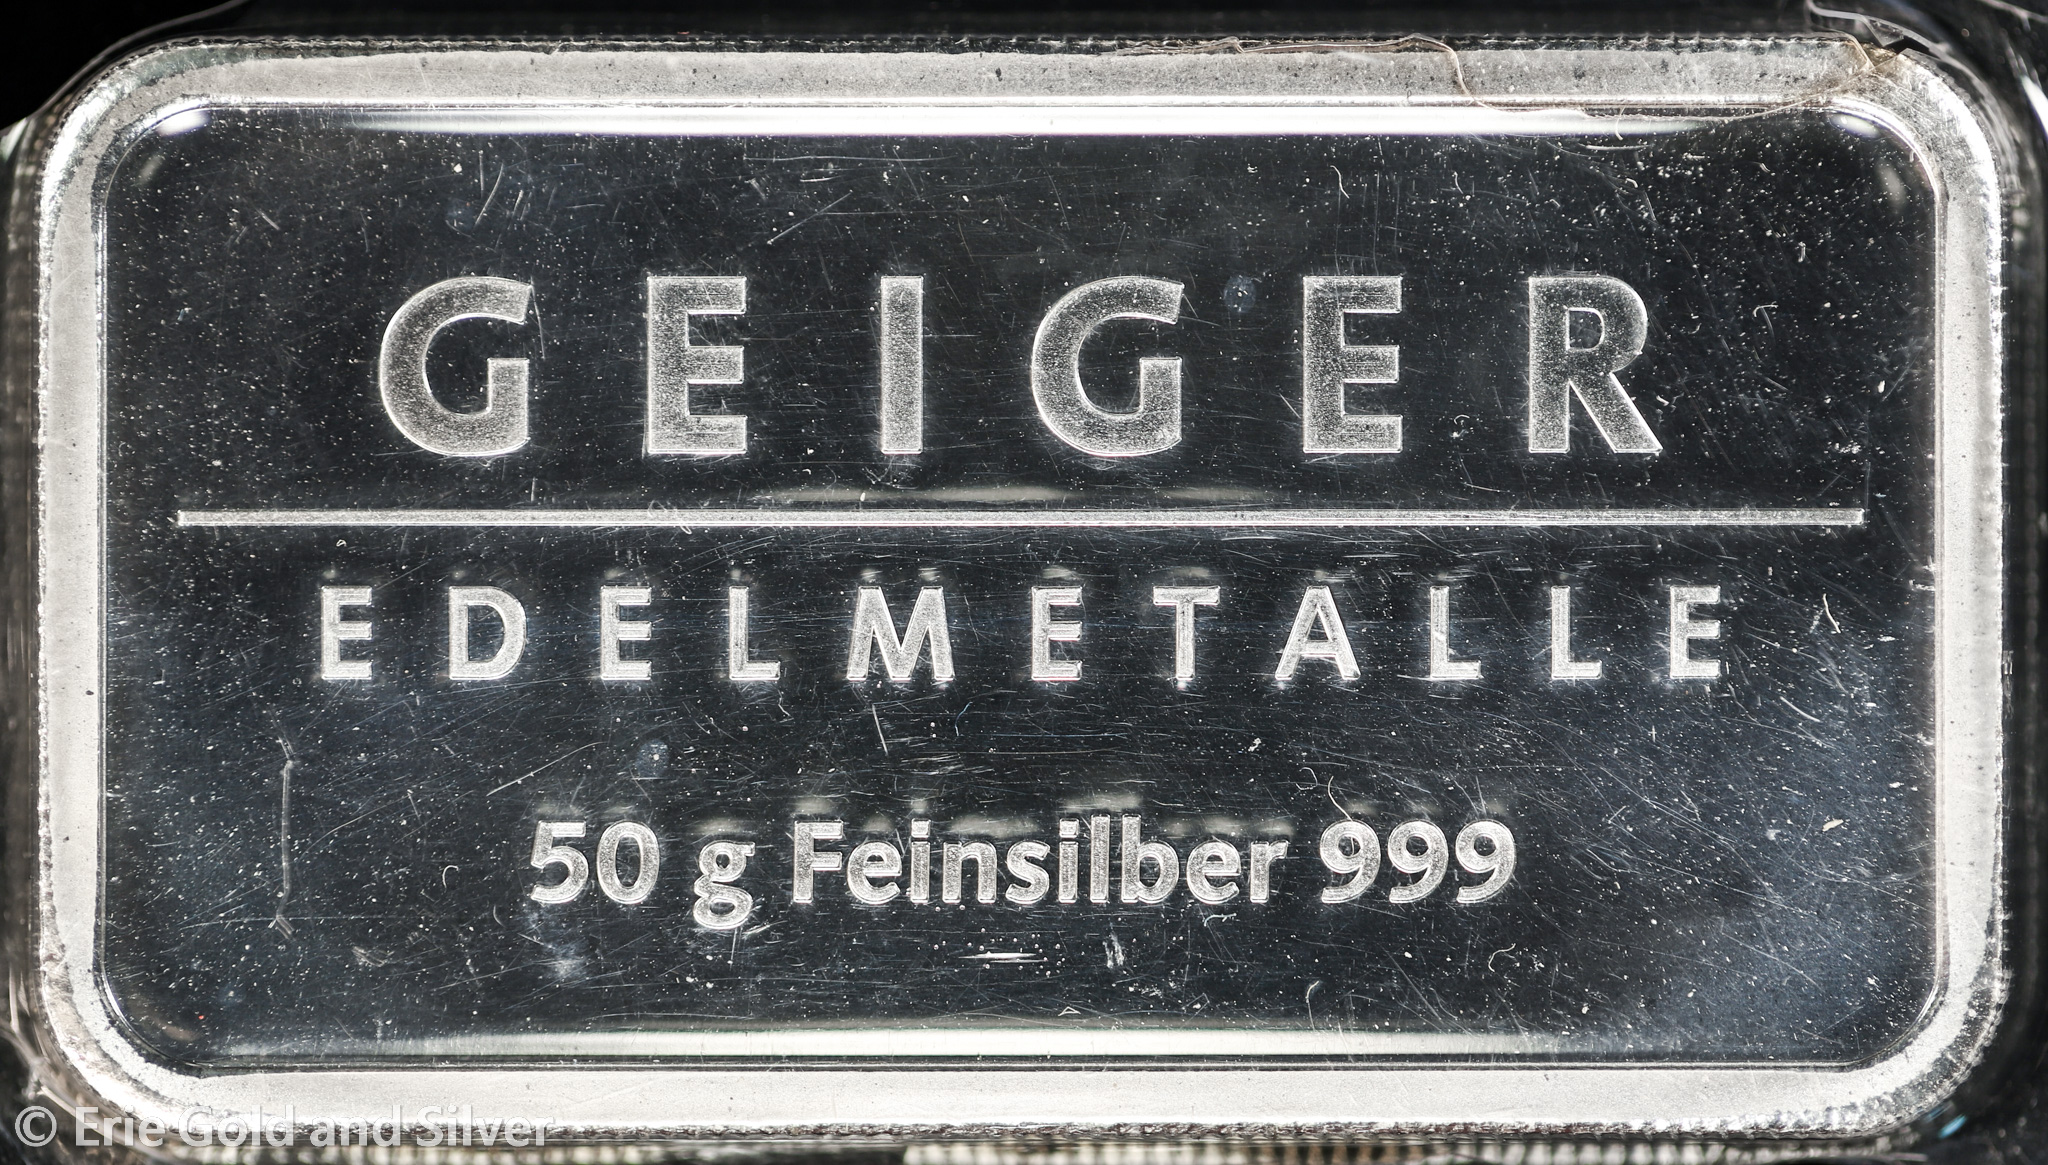 GEIGER
EDELMETALLE
50 g Feinsilber 999
© Erie Gold and Silver